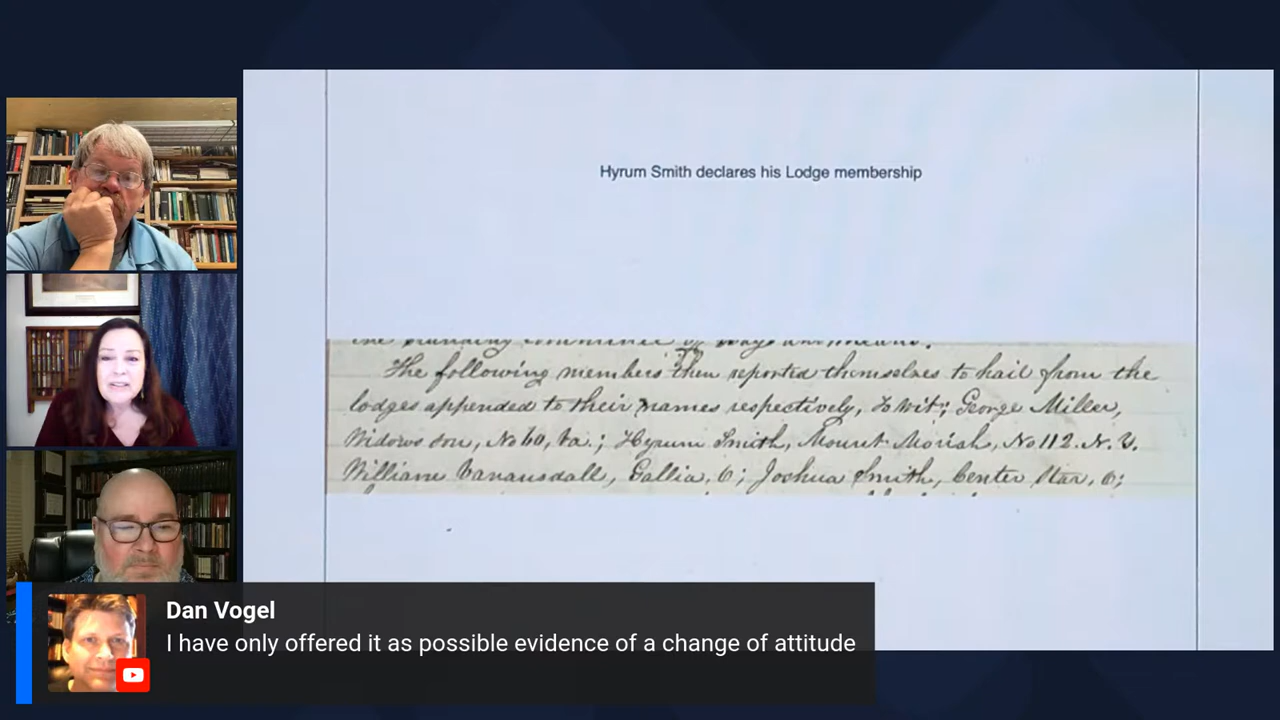 Hyrum Smith declares his Lodge membership
The following members then reported themselves to hail from the
lodges appended to their names respectively, To wit; George Miller,
Widows son, No 60, Va.; Hyrum Smith, Mount Moriah, No 112. N. Y.
William Vanausdall, Gallia, O; Joshua Smith, Center Star, O;
Dan Vogel
I have only offered it as possible evidence of a change of attitude